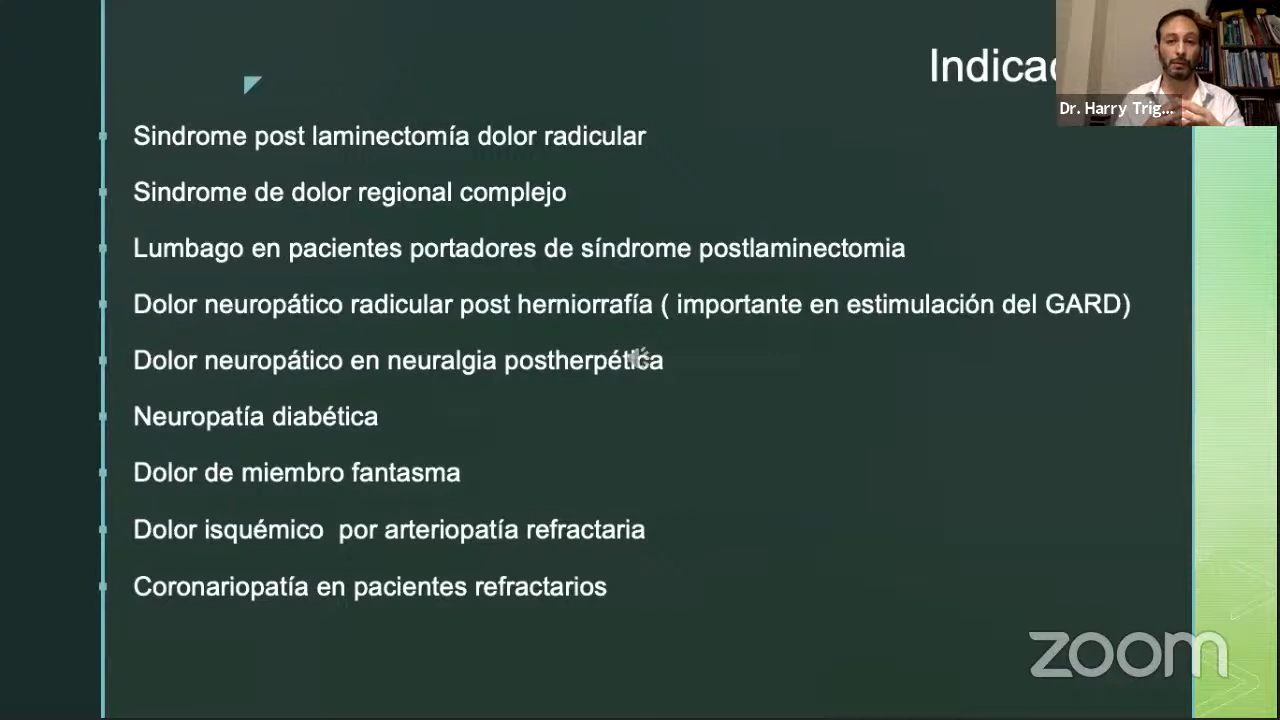 Indicac
Dr. Harry Trig...
Sindrome post laminectomía dolor radicular
Sindrome de dolor regional complejo
Lumbago en pacientes portadores de síndrome postlaminectomia
Dolor neuropático radicular post herniorrafía ( importante en estimulación del GARD)
Dolor neuropático en neuralgia postherpética
Neuropatía diabética
Dolor de miembro fantasma
Dolor isquémico por arteriopatía refractaria
Coronariopatía en pacientes refractarios
zoom